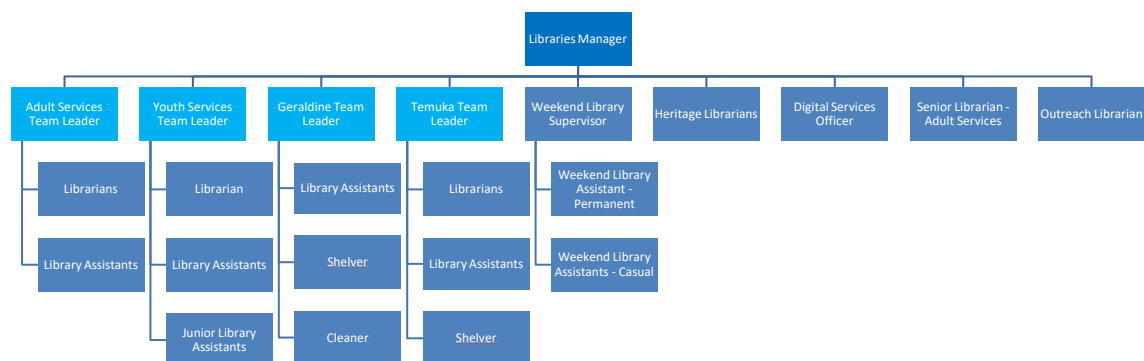 Libraries Manager
Adult Services
Team Leader
Youth Services
Team Leader
Geraldine Team
Leader
Temuka Team
Leader
Weekend Library
Supervisor
Heritage Librarians
Digital Services
Officer
Senior Librarian -
Adult Services
Outreach Librarian
Librarians
Library Assistants
Librarian
Library Assistants
Junior Library
Assistants
Library Assistants
Shelver
Cleaner
Librarians
Library Assistants
Shelver
Weekend Library
Assistant -
Permanent
Weekend Library
Assistants - Casual